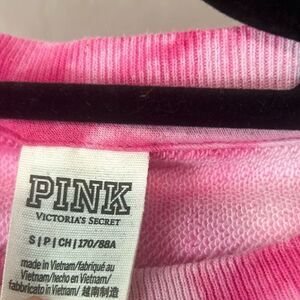 PINK
VICTORIA'S SECRET
S | P | CH | 170/88A
made in Vietnam/fabriqué au
Vietnam/hecho en Vietnam/
fabbricato in Vietnam/ 越南制造